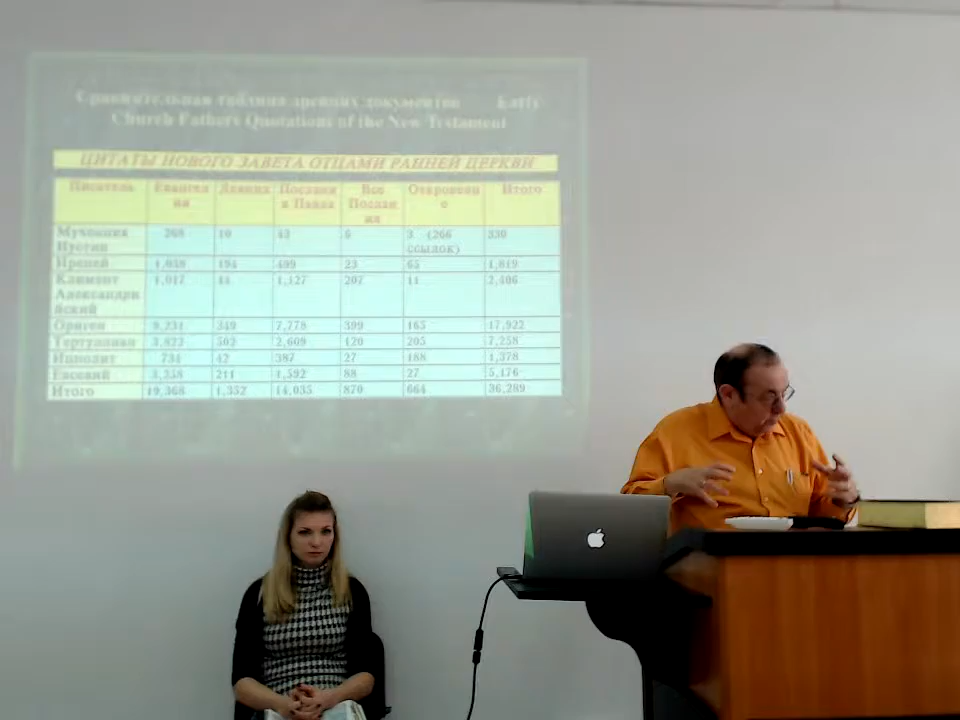 Сравнительная таблица древних документов Early
Church Fathers Quotations of the New Testament
ЦИТАТЫ НОВОГО ЗАВЕТА ОТЦАМИ РАННЕЙ ЦЕРКВИ
Писатель Евангелия Деяния Послания Павла Все Послания Откровение Итого
Мученик Иустин 268 10 43 6 3 (266 ссылок) 330
Иреней 1,038 194 499 23 65 1,819
Климент Александрийский 1,017 44 1,127 207 11 2,406
Ориген 9,231 349 7,778 399 165 17,922
Тертуллиан 3,822 502 2,609 120 205 7,258
Ипполит 734 42 387 27 188 1,378
Евсевий 3,258 211 1,592 88 27 5,176
Итого 19,368 1,352 14,035 870 664 36,289